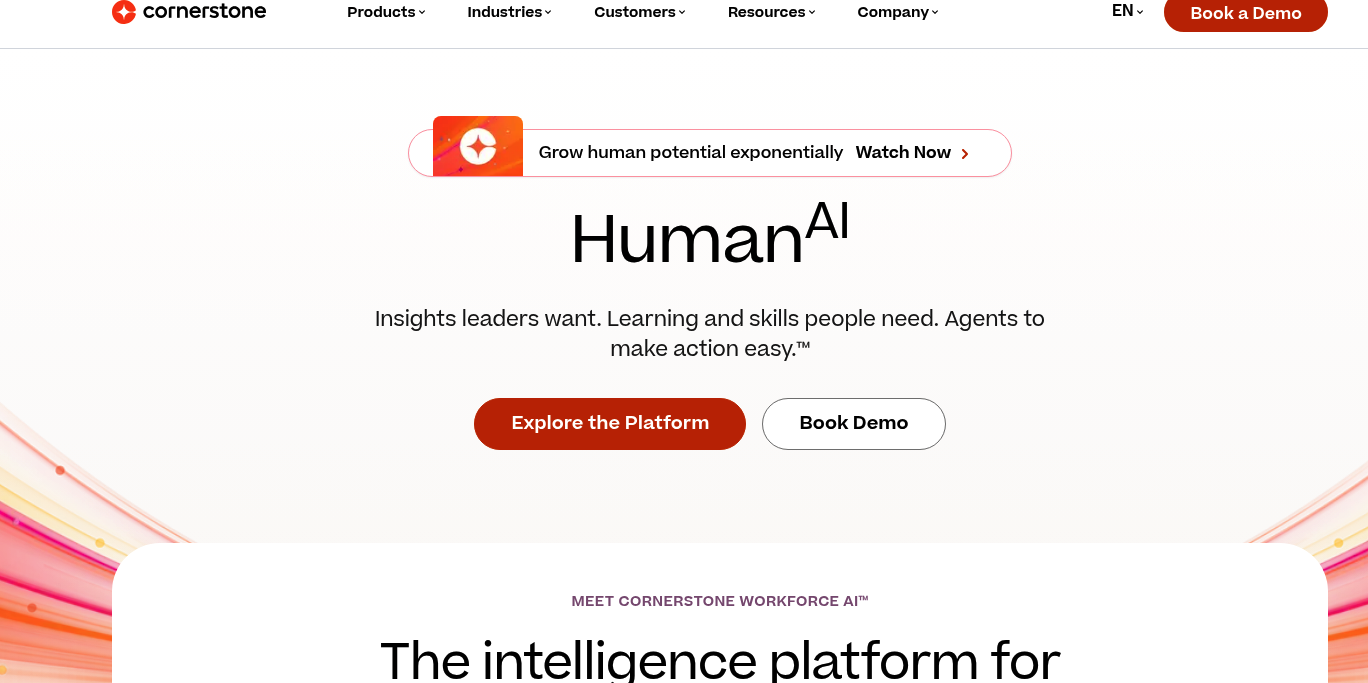 cornerstone
Products
Industries
Customers
Resources
Company
EN
Book a Demo
Grow human potential exponentially Watch Now
HumanAI
Insights leaders want. Learning and skills people need. Agents to
make action easy.™
Explore the Platform
Book Demo
MEET CORNERSTONE WORKFORCE AI™
The intelligence platform for